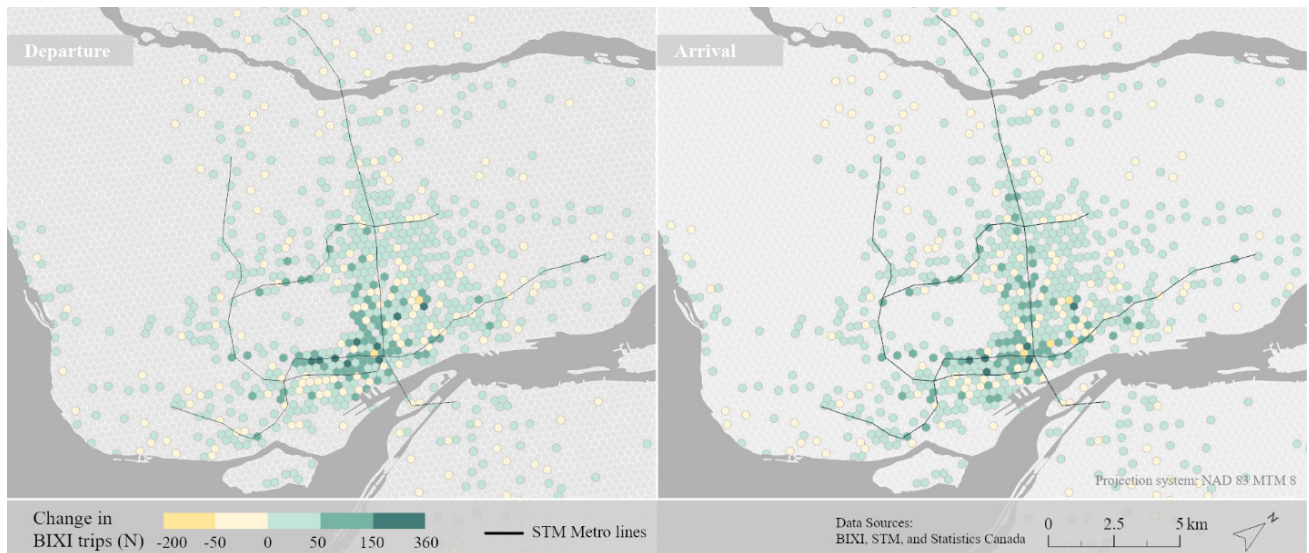 Departure
Arrival
Projection system: NAD 83 MTM 8
Change in
BIXI trips (N)
-200 -50 0 50 150 360
STM Metro lines
Data Sources:
BIXI, STM, and Statistics Canada
0 2.5 5 km
N